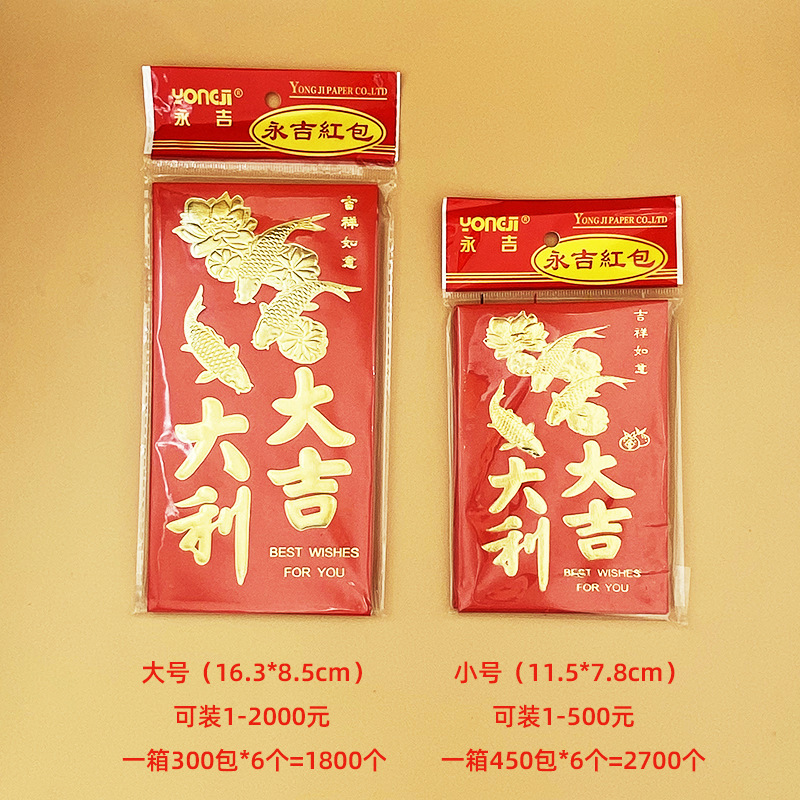 YONGJI®
永吉
YONG JI PAPER CO.,LTD
永吉紅包
吉祥如意
大吉
大利
BEST WISHES
FOR YOU
YONGJI®
永吉
YONG JI PAPER CO.,LTD
永吉紅包
吉祥如意
大吉
大利
BEST WISHES
FOR YOU
大号（16.3*8.5cm）
可装1-2000元
一箱300包*6个=1800个
小号（11.5*7.8cm）
可装1-500元
一箱450包*6个=2700个